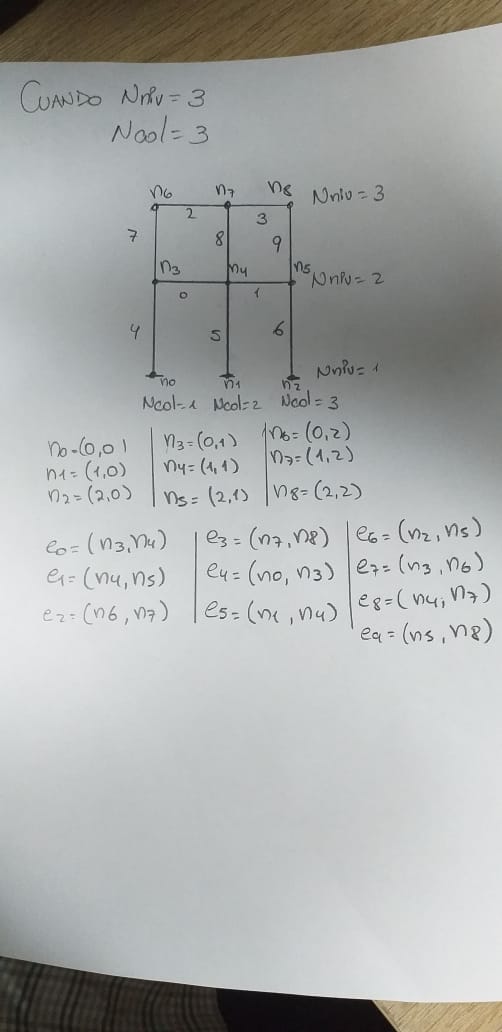 CUANDO Nniv = 3
Ncol = 3
n6 n7 n8 Nniv = 3
2 3
7 8 9
n3 n4 n5 Nniv = 2
0 1
4 5 6
Nniv = 1
n0 n1 n2
Ncol=1 Ncol=2 Ncol = 3
n0=(0,0) n3=(0,1) n6=(0,2)
n1=(1,0) n4=(1,1) n7=(1,2)
n2=(2,0) n5=(2,1) n8=(2,2)
e0=(n3,n4) e3=(n7,n8) e6=(n2,n5)
e1=(n4,n5) e4=(n0,n3) e7=(n3,n6)
e2=(n6,n7) e5=(n1,n4) e8=(n4,n7)
e9=(n5,n8)